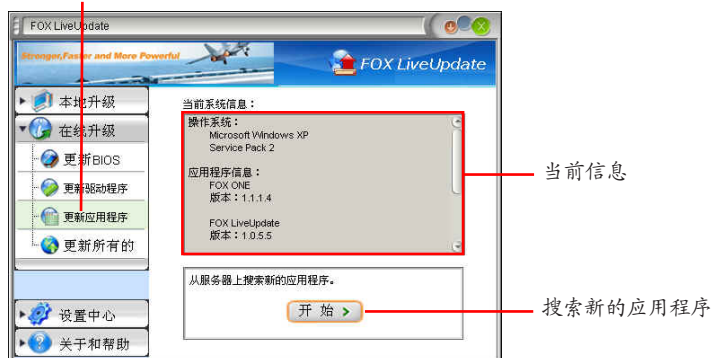 FOX LiveUpdate
Stronger,Faster and More Powerful
FOX LiveUpdate
本地升级
在线升级
更新BIOS
更新驱动程序
更新应用程序
更新所有的
设置中心
关于和帮助
当前系统信息：
操作系统：
Microsoft Windows XP
Service Pack 2
应用程序信息：
FOX ONE
版本：1.1.1.4
FOX LiveUpdate
版本：1.0.5.5
从服务器上搜索新的应用程序。
开 始
当前信息
搜索新的应用程序